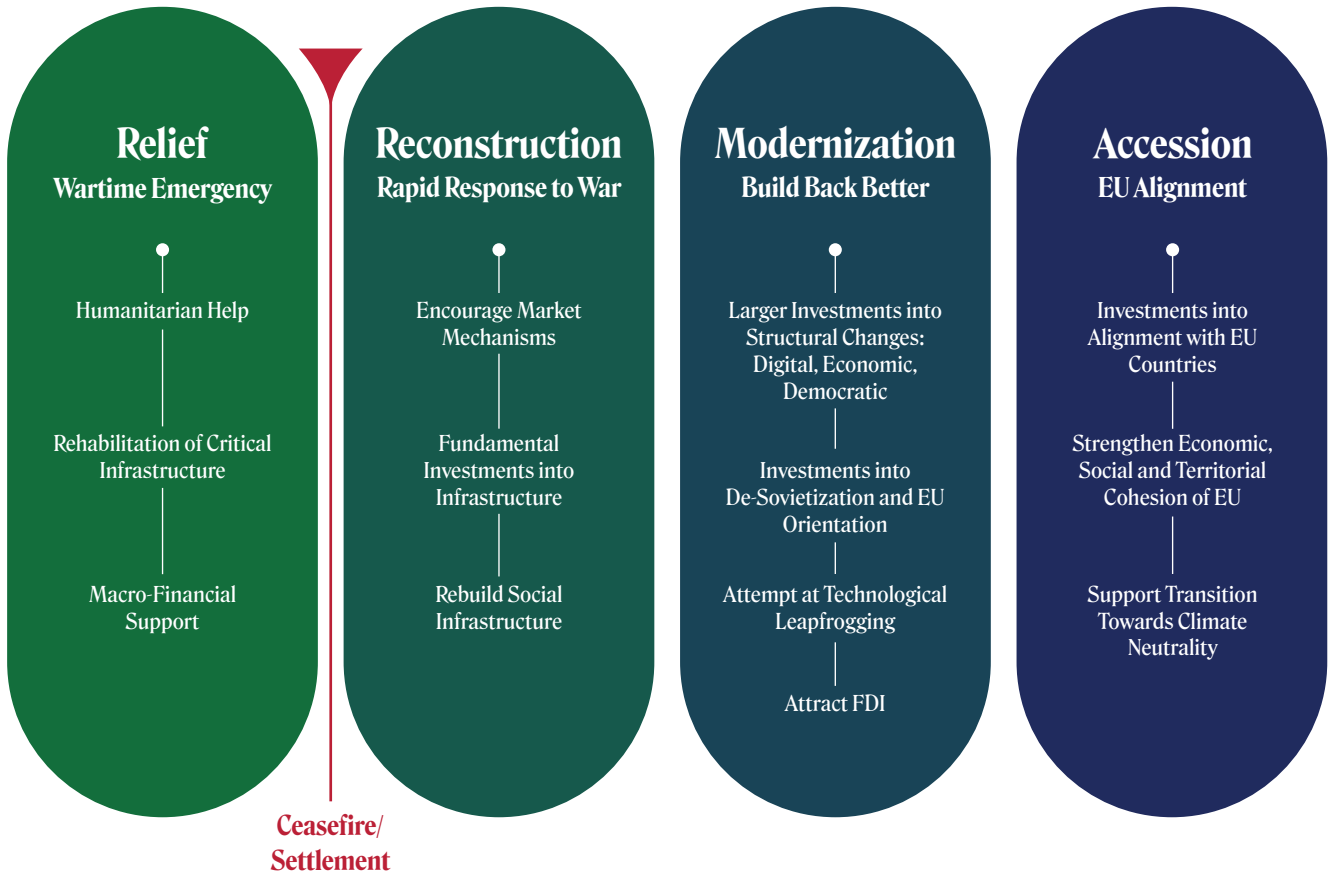 Relief
Wartime Emergency
Humanitarian Help
Rehabilitation of Critical
Infrastructure
Macro-Financial
Support
Ceasefire/
Settlement
Reconstruction
Rapid Response to War
Encourage Market
Mechanisms
Fundamental
Investments into
Infrastructure
Rebuild Social
Infrastructure
Modernization
Build Back Better
Larger Investments into
Structural Changes:
Digital, Economic,
Democratic
Investments into
De-Sovietization and EU
Orientation
Attempt at Technological
Leapfrogging
Attract FDI
Accession
EU Alignment
Investments into
Alignment with EU
Countries
Strengthen Economic,
Social and Territorial
Cohesion of EU
Support Transition
Towards Climate
Neutrality